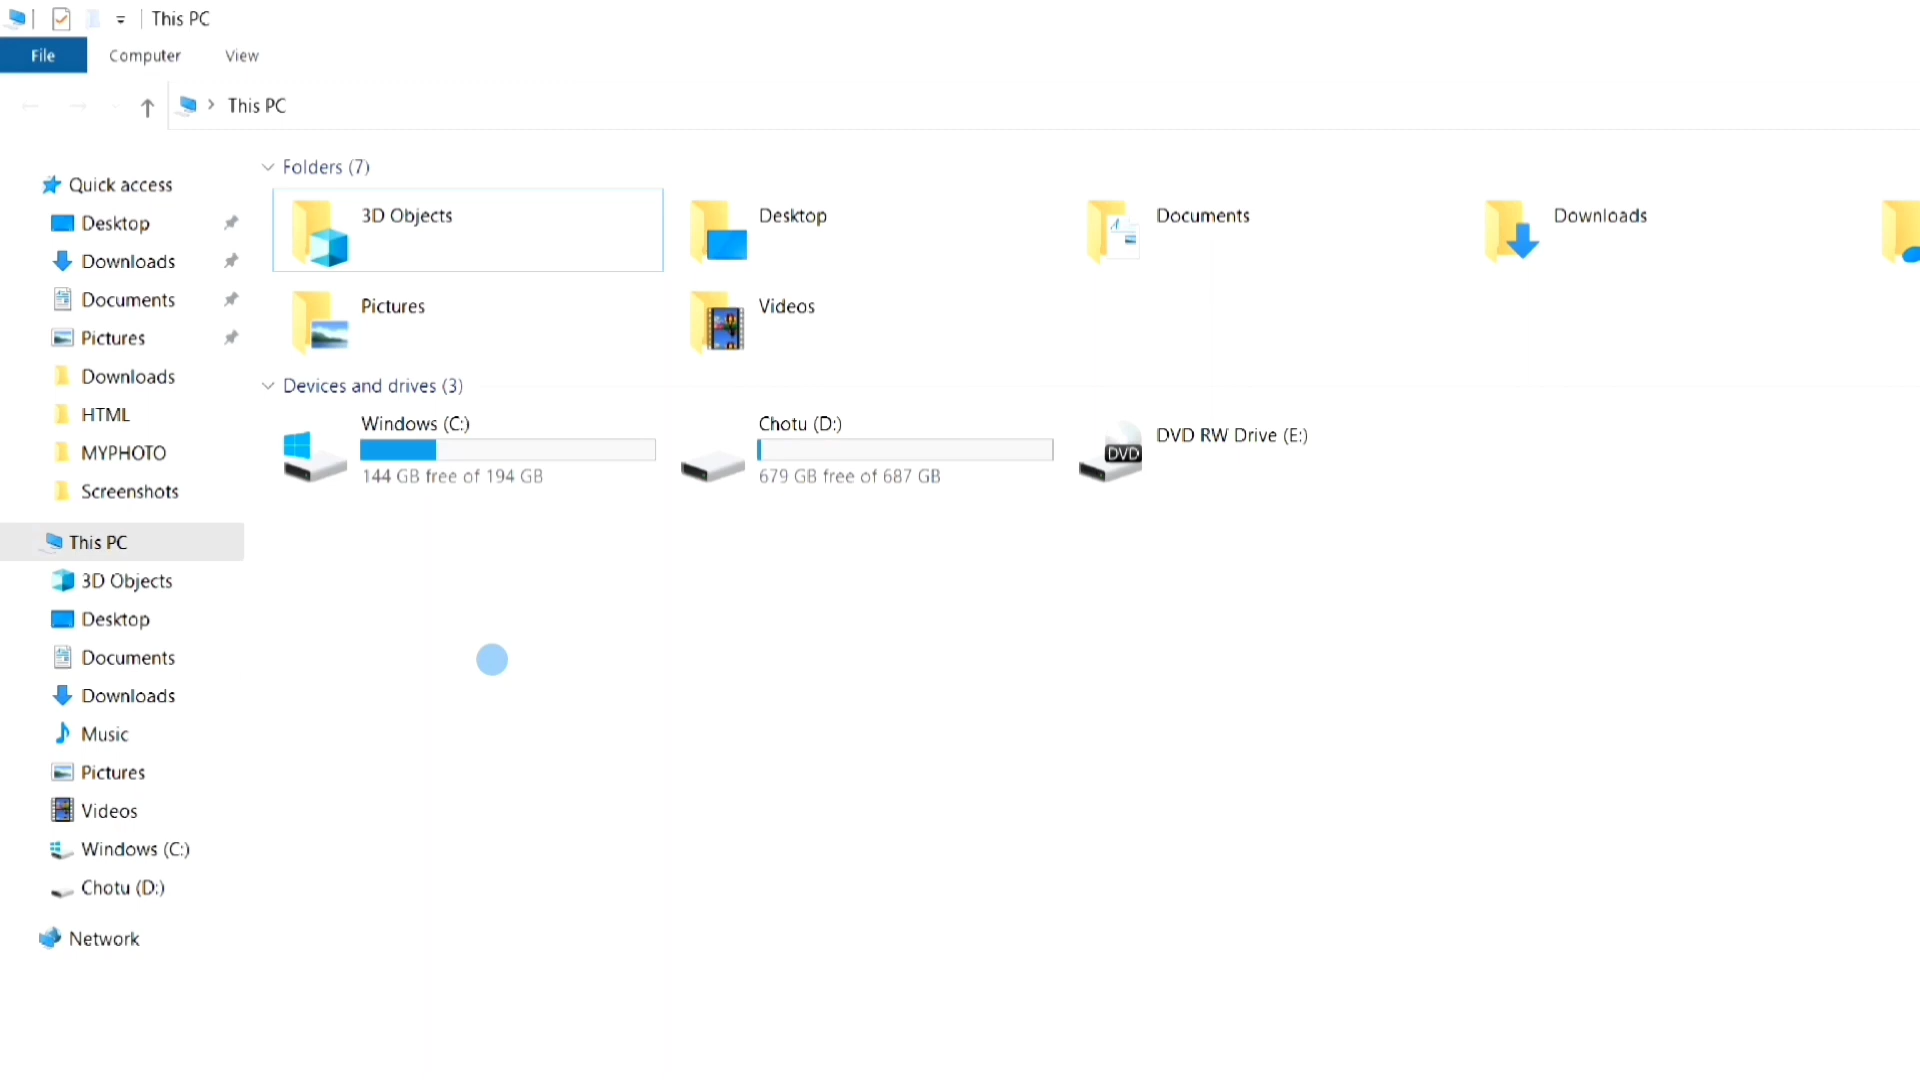 This PC
File Computer View
This PC
Quick access
Desktop
Downloads
Documents
Pictures
Downloads
HTML
MYPHOTO
Screenshots
This PC
3D Objects
Desktop
Documents
Downloads
Music
Pictures
Videos
Windows (C:)
Chotu (D:)
Network
Folders (7)
3D Objects
Desktop
Documents
Downloads
Pictures
Videos
Devices and drives (3)
Windows (C:)
144 GB free of 194 GB
Chotu (D:)
679 GB free of 687 GB
DVD RW Drive (E:)
DVD